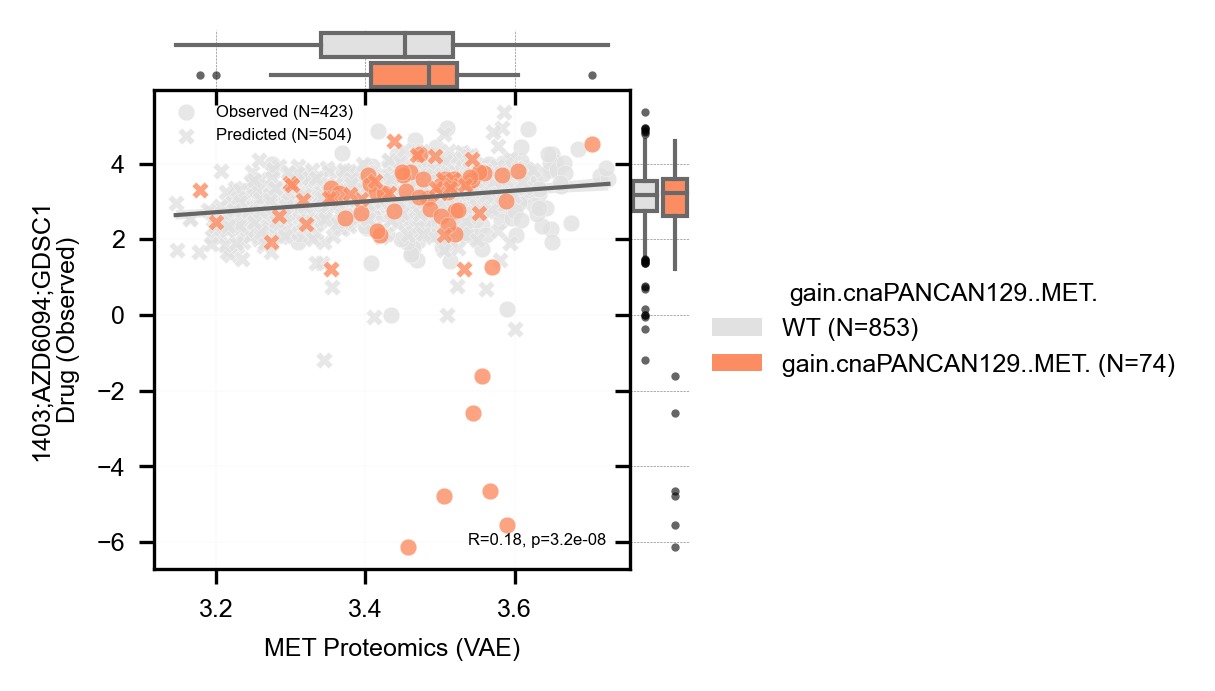 Observed (N=423)
Predicted (N=504)
4
2
0
−2
−4
−6
1403;AZD6094;GDSC1
Drug (Observed)
R=0.18, p=3.2e-08
3.2
3.4
3.6
MET Proteomics (VAE)
gain.cnaPANCAN129..MET.
WT (N=853)
gain.cnaPANCAN129..MET. (N=74)